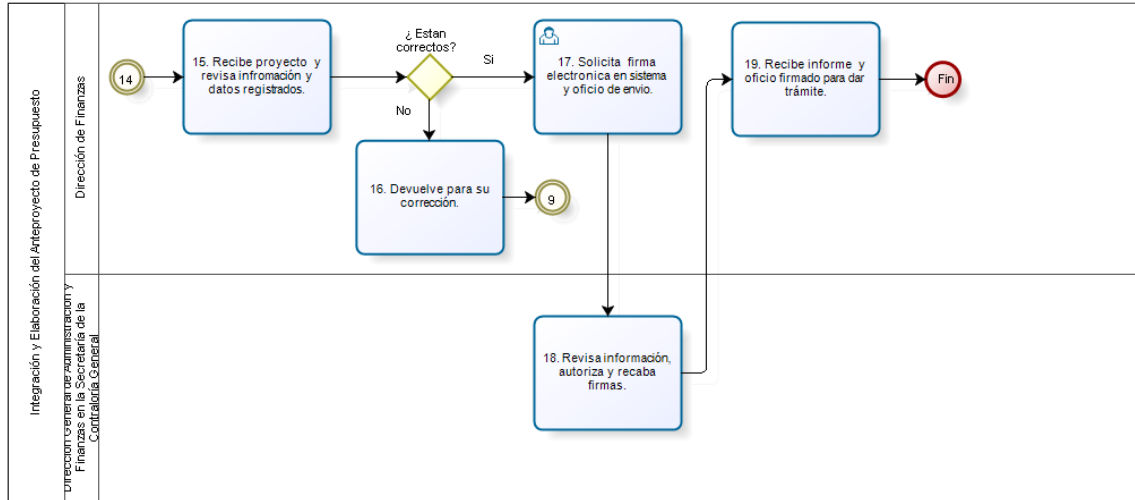 Integración y Elaboración del Anteproyecto de Presupuesto
Dirección de Finanzas
14
15. Recibe proyecto y
revisa infromación y
datos registrados.
¿ Estan
correctos?
Si
No
16. Devuelve para su
corrección.
9
17. Solicita firma
electronica en sistema
y oficio de envio.
19. Recibe informe y
oficio firmado para dar
trámite.
Fin
Dirección General de Administración y
Finanzas en la Secretaría de la
Contraloría General
18. Revisa información,
autoriza y recaba
firmas.